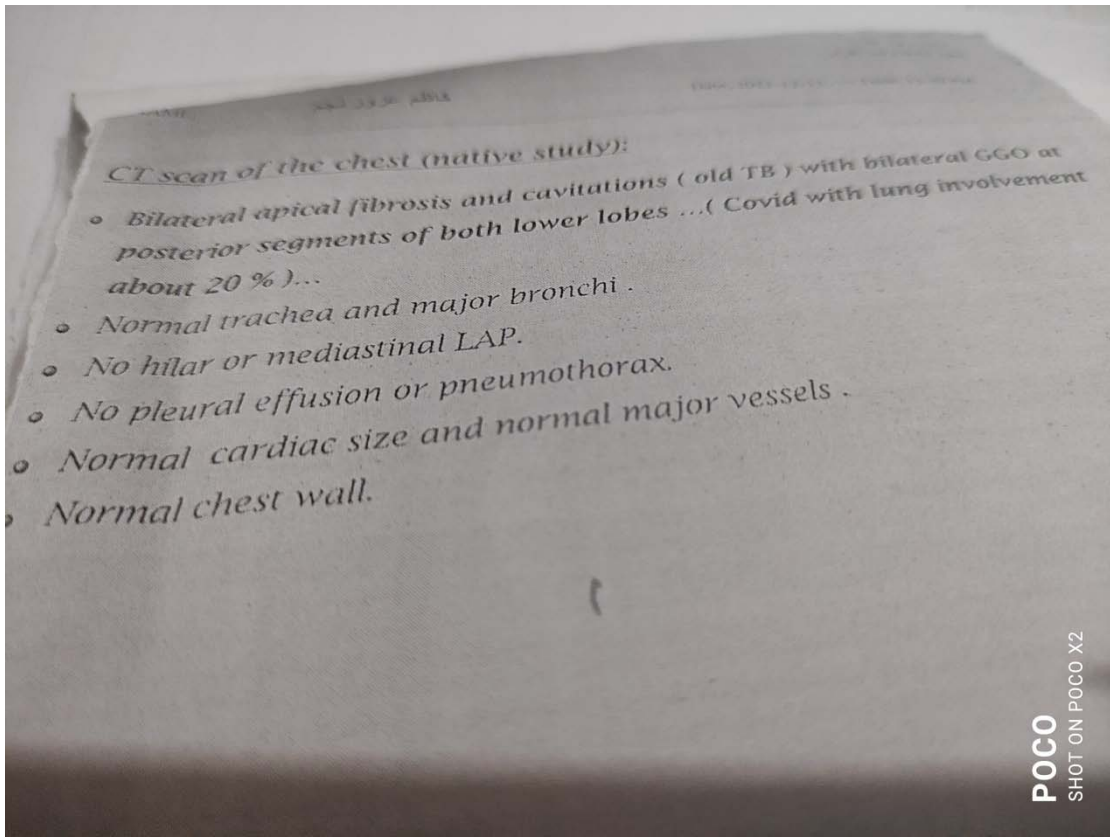 CT scan of the chest (native study):
• Bilateral apical fibrosis and cavitations ( old TB ) with bilateral GGO at
posterior segments of both lower lobes ...( Covid with lung involvement
about 20 % )...
• Normal trachea and major bronchi .
• No hilar or mediastinal LAP.
• No pleural effusion or pneumothorax.
• Normal cardiac size and normal major vessels .
• Normal chest wall.
POCO
SHOT ON POCO X2